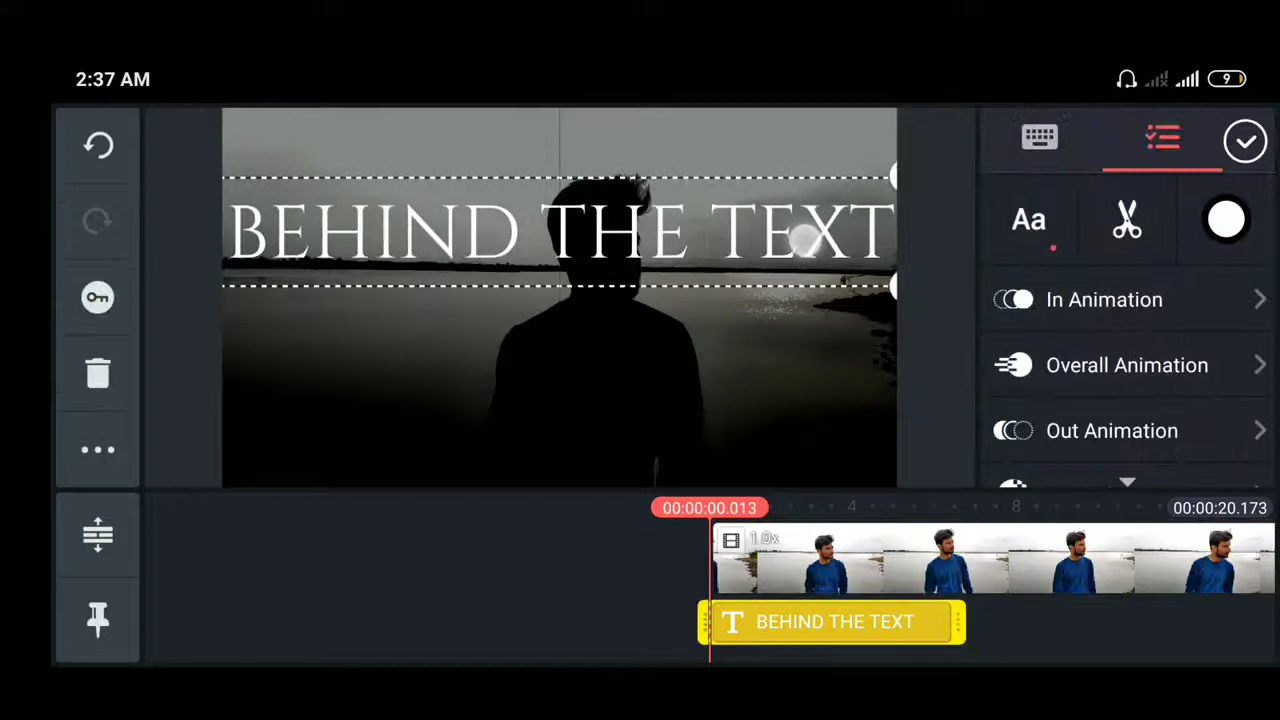 2:37 AM
9
BEHIND THE TEXT
Aa
In Animation
Overall Animation
Out Animation
00:00:00.013
4
8
00:00:20.173
1.0x
T BEHIND THE TEXT